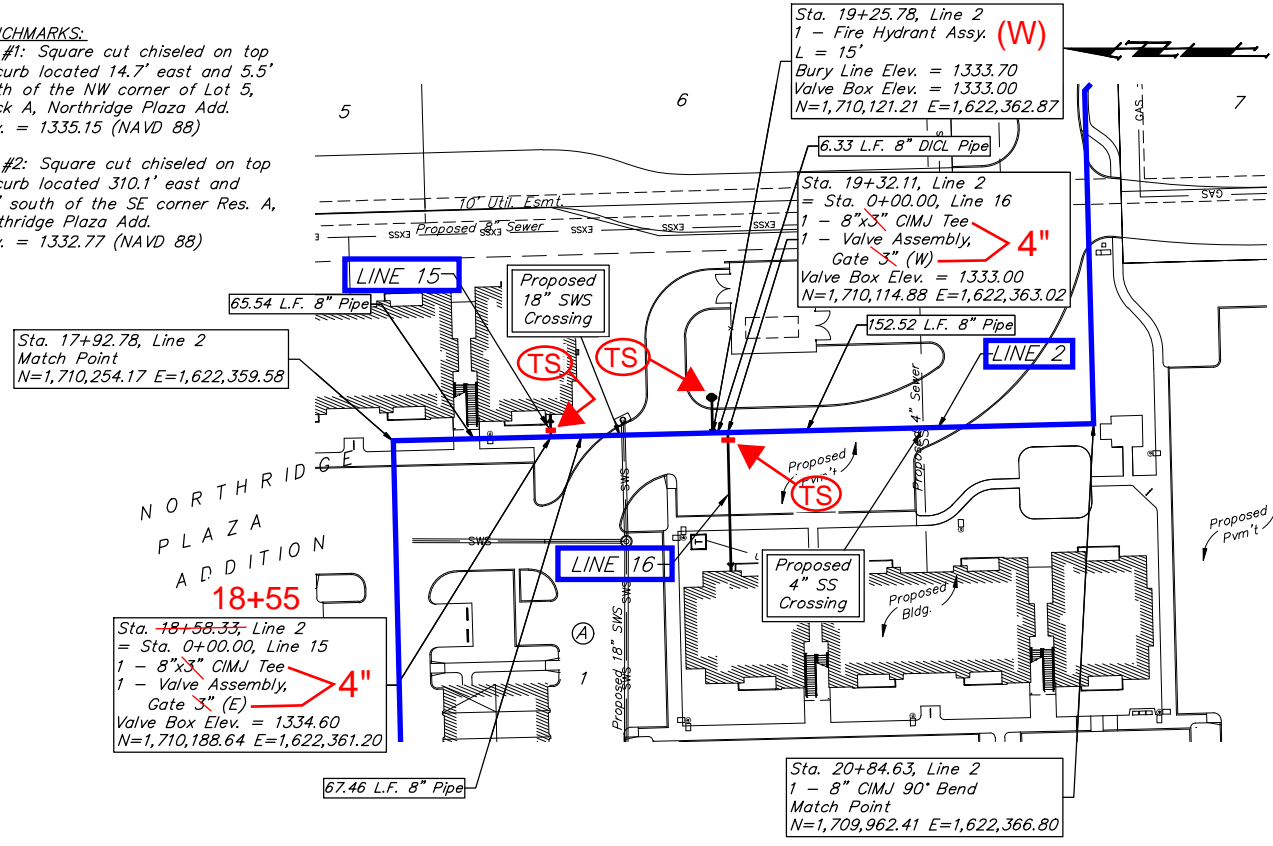 NCHMARKS:
#1: Square cut chiseled on top
curb located 14.7' east and 5.5'
th of the NW corner of Lot 5,
ck A, Northridge Plaza Add.
v. = 1335.15 (NAVD 88)
#2: Square cut chiseled on top
curb located 310.1' east and
' south of the SE corner Res. A,
thridge Plaza Add.
v. = 1332.77 (NAVD 88)
Sta. 19+25.78, Line 2
1 - Fire Hydrant Assy. (W)
L = 15'
Bury Line Elev. = 1333.70
Valve Box Elev. = 1333.00
N=1,710,121.21 E=1,622,362.87
5
6
7
GAS
GAS
6.33 L.F. 8" DICL Pipe
Sta. 19+32.11, Line 2
= Sta. 0+00.00, Line 16
1 - 8"x3" CIMJ Tee
1 - Valve Assembly,
Gate 3" (W)
4"
Valve Box Elev. = 1333.00
N=1,710,114.88 E=1,622,363.02
10' Util. Esmt.
Proposed 8" Sewer
EXSS
EXSS
EXSS
EXSS
EXSS
EXSS
LINE 15
Proposed
18" SWS
Crossing
65.54 L.F. 8" Pipe
152.52 L.F. 8" Pipe
Sta. 17+92.78, Line 2
Match Point
N=1,710,254.17 E=1,622,359.58
TS
TS
LINE 2
Proposed 4" Sewer
SS
Proposed
Pvm't
TS
NORTHRIDGE
PLAZA
ADDITION
SWS
SWS
SWS
SWS
LINE 16
T
Proposed
4" SS
Crossing
Proposed
Bldg.
Proposed
Pvm't
18+55
Sta. 18+58.33, Line 2
= Sta. 0+00.00, Line 15
1 - 8"x3" CIMJ Tee
1 - Valve Assembly,
Gate 3" (E)
4"
Valve Box Elev. = 1334.60
N=1,710,188.64 E=1,622,361.20
A
1
Proposed 18" SWS
67.46 L.F. 8" Pipe
Sta. 20+84.63, Line 2
1 - 8" CIMJ 90° Bend
Match Point
N=1,709,962.41 E=1,622,366.80